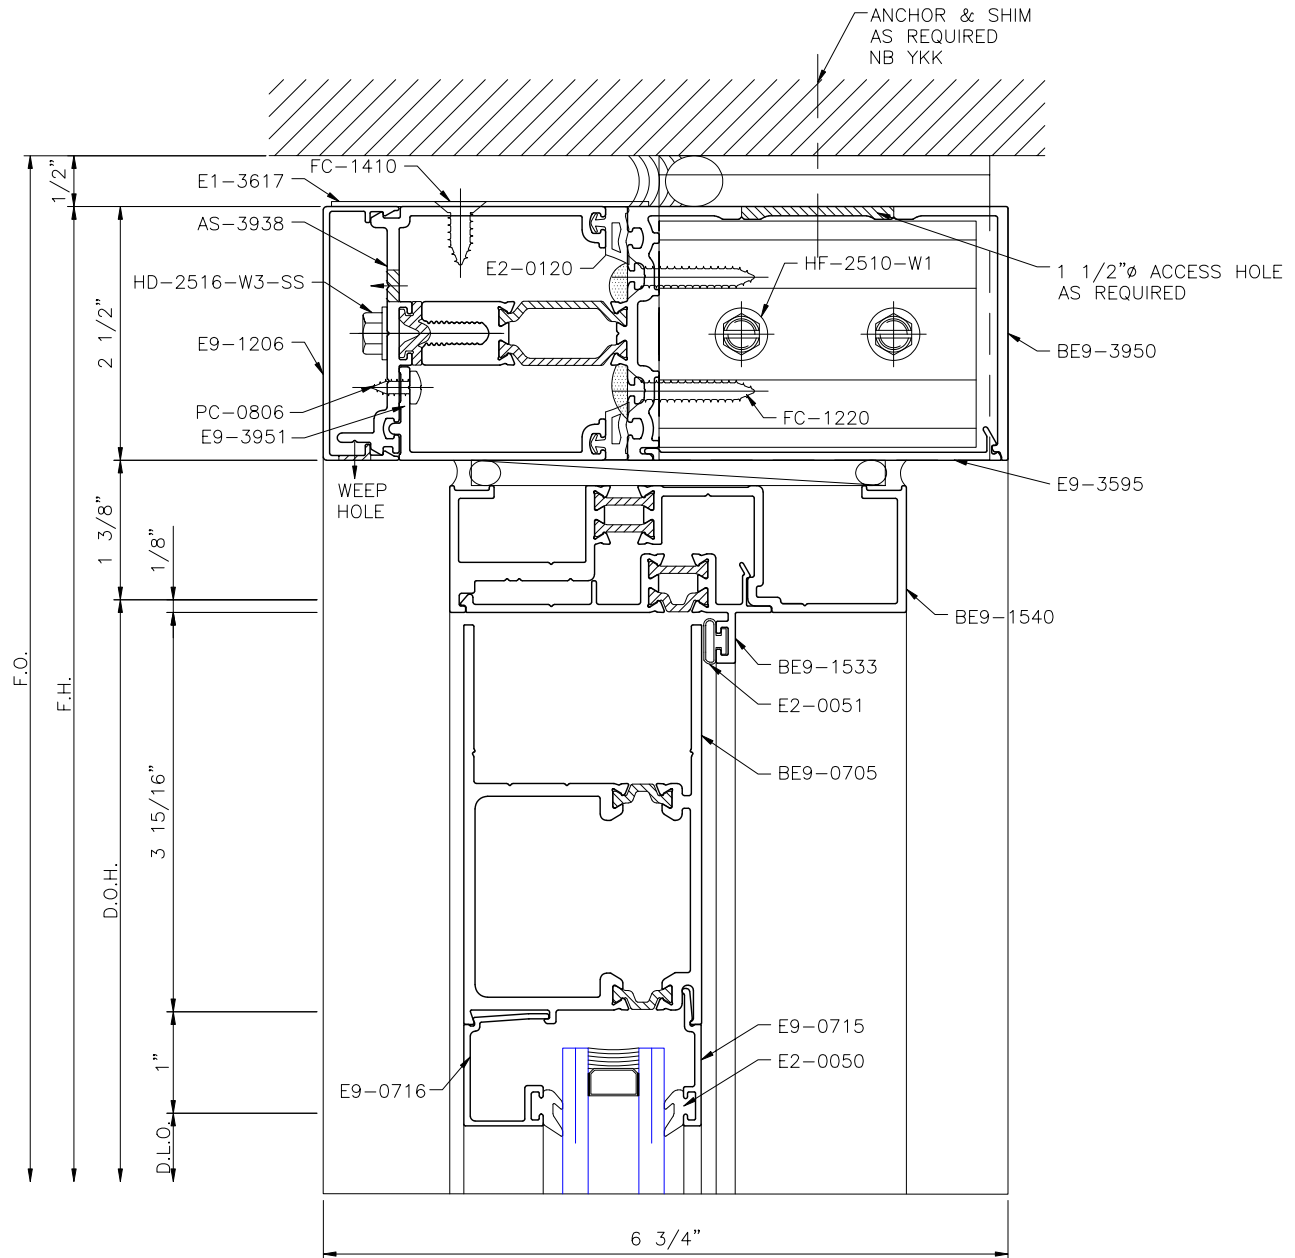 ANCHOR & SHIM
AS REQUIRED
NB YKK
FC-1410
E1-3617
1/2"
AS-3938
E2-0120
HF-2510-W1
HD-2516-W3-SS
1 1/2"ø ACCESS HOLE
AS REQUIRED
2 1/2"
E9-1206
BE9-3950
PC-0806
FC-1220
E9-3951
WEEP
HOLE
E9-3595
1 3/8"
1/8"
BE9-1540
F.O.
F.H.
BE9-1533
E2-0051
BE9-0705
3 15/16"
D.O.H.
E9-0715
1"
E2-0050
E9-0716
D.L.O.
6 3/4"